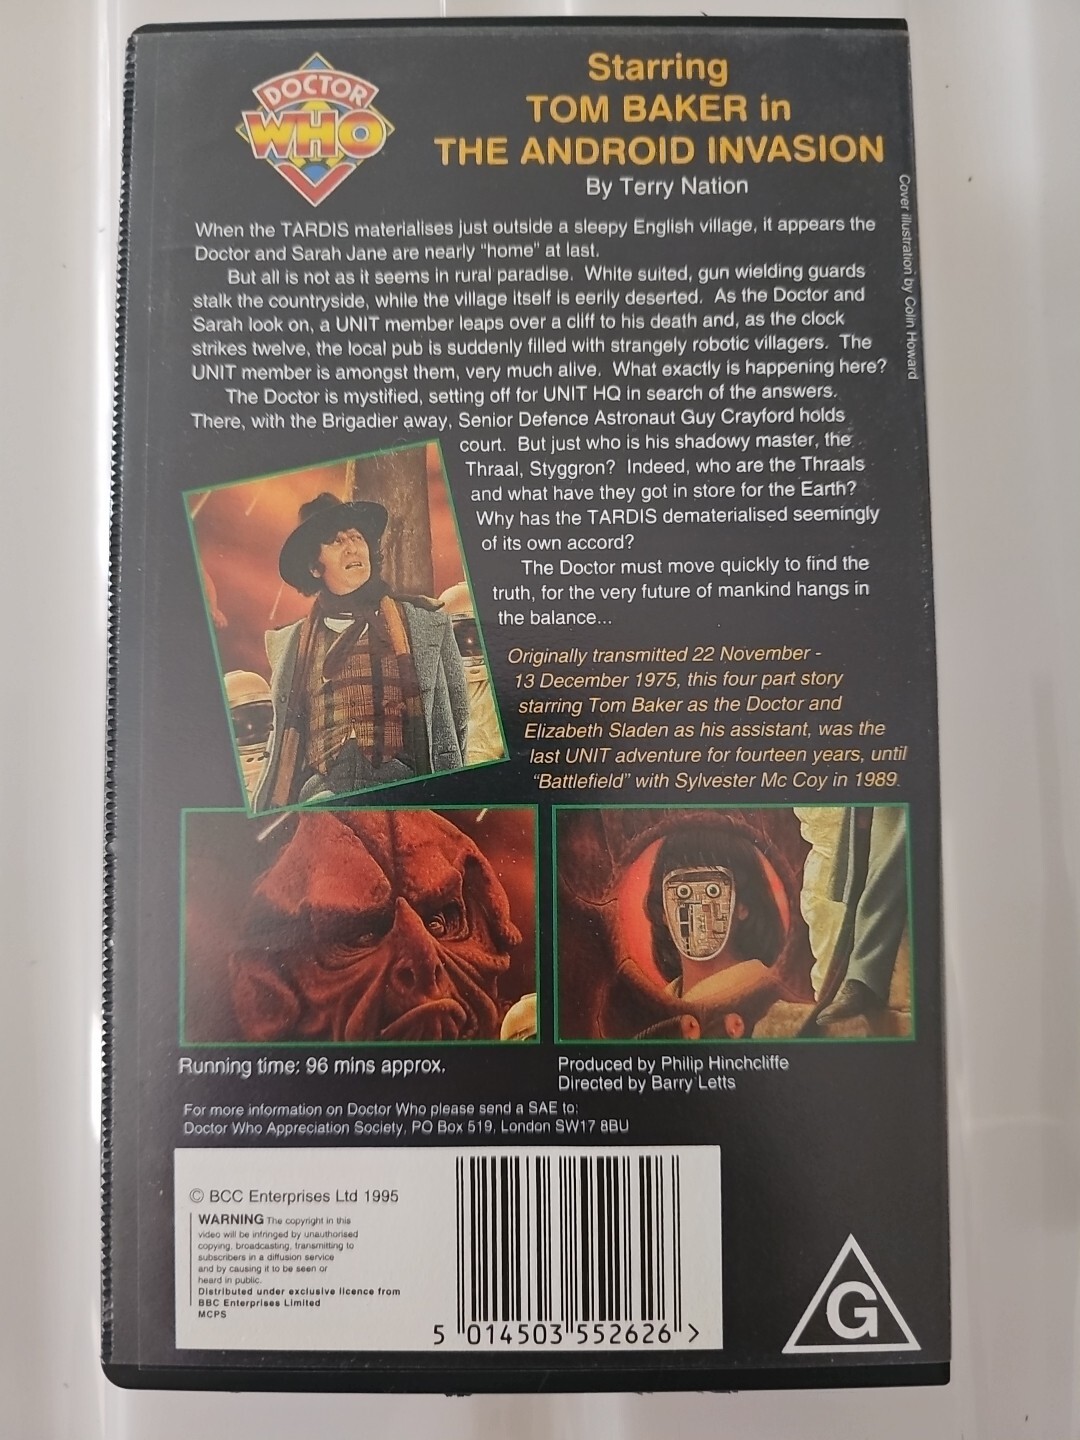 DOCTOR
WHO
Starring
TOM BAKER in
THE ANDROID INVASION
By Terry Nation
Cover illustration by Colin Howard
When the TARDIS materialises just outside a sleepy English village, it appears the
Doctor and Sarah Jane are nearly "home" at last.
But all is not as it seems in rural paradise. White suited, gun wielding guards
stalk the countryside, while the village itself is eerily deserted. As the Doctor and
Sarah look on, a UNIT member leaps over a cliff to his death and, as the clock
strikes twelve, the local pub is suddenly filled with strangely robotic villagers. The
UNIT member is amongst them, very much alive. What exactly is happening here?
The Doctor is mystified, setting off for UNIT HQ in search of the answers.
There, with the Brigadier away, Senior Defence Astronaut Guy Crayford holds
court. But just who is his shadowy master, the
Thraal, Styggron? Indeed, who are the Thraals
and what have they got in store for the Earth?
Why has the TARDIS dematerialised seemingly
of its own accord?
The Doctor must move quickly to find the
truth, for the very future of mankind hangs in
the balance...
Originally transmitted 22 November -
13 December 1975, this four part story
starring Tom Baker as the Doctor and
Elizabeth Sladen as his assistant, was the
last UNIT adventure for fourteen years, until
"Battlefield" with Sylvester Mc Coy in 1989.
Running time: 96 mins approx.
Produced by Philip Hinchcliffe
Directed by Barry Letts
For more information on Doctor Who please send a SAE to:
Doctor Who Appreciation Society, PO Box 519, London SW17 8BU
© BCC Enterprises Ltd 1995
WARNING The copyright in this
video will be infringed by unauthorised
copying, broadcasting, transmitting to
subscribers in a diffusion service
and by causing it to be seen or
heard in public.
Distributed under exclusive licence from
BBC Enterprises Limited
MCPS
5 014503 552626 >
G